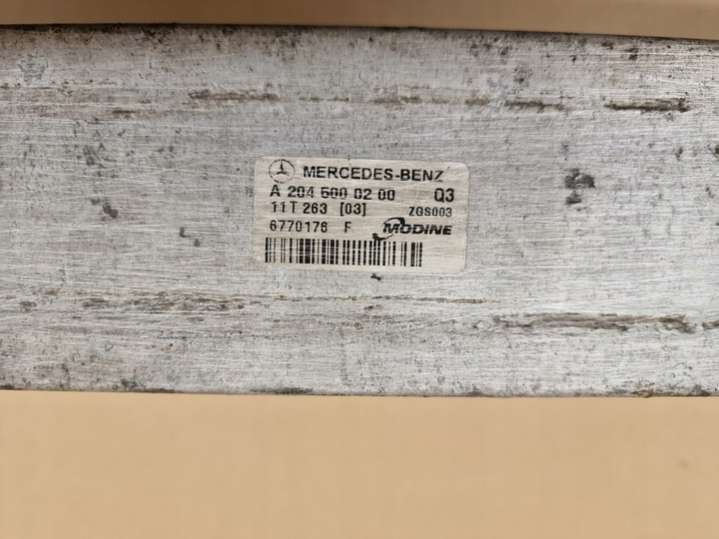 MERCEDES-BENZ
A 204 500 02 00 Q3
11T 263 [03] ZGS003
6770176 F MODINE